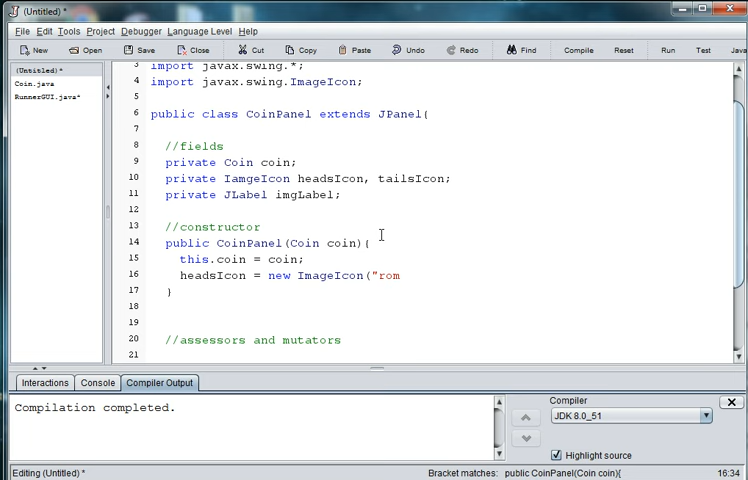 (Untitled) *
File Edit Tools Project Debugger Language Level Help
New Open Save Close Cut Copy Paste Undo Redo Find Compile Reset Run Test Java
(Untitled)*
Coin.java
RunnerGUI.java*
3 import javax.swing.*;
4 import javax.swing.ImageIcon;
5
6 public class CoinPanel extends JPanel{
7
8 //fields
9 private Coin coin;
10 private IamgeIcon headsIcon, tailsIcon;
11 private JLabel imgLabel;
12
13 //constructor
14 public CoinPanel(Coin coin){
15 this.coin = coin;
16 headsIcon = new ImageIcon("rom
17 }
18
19
20 //assessors and mutators
21
Interactions Console Compiler Output
Compilation completed.
Compiler
JDK 8.0_51
Highlight source
Editing (Untitled) * Bracket matches: public CoinPanel(Coin coin){ 16:34